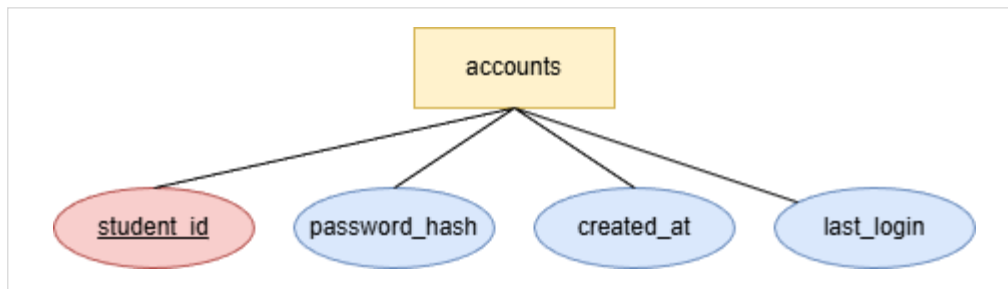 accounts
student_id
password_hash
created_at
last_login